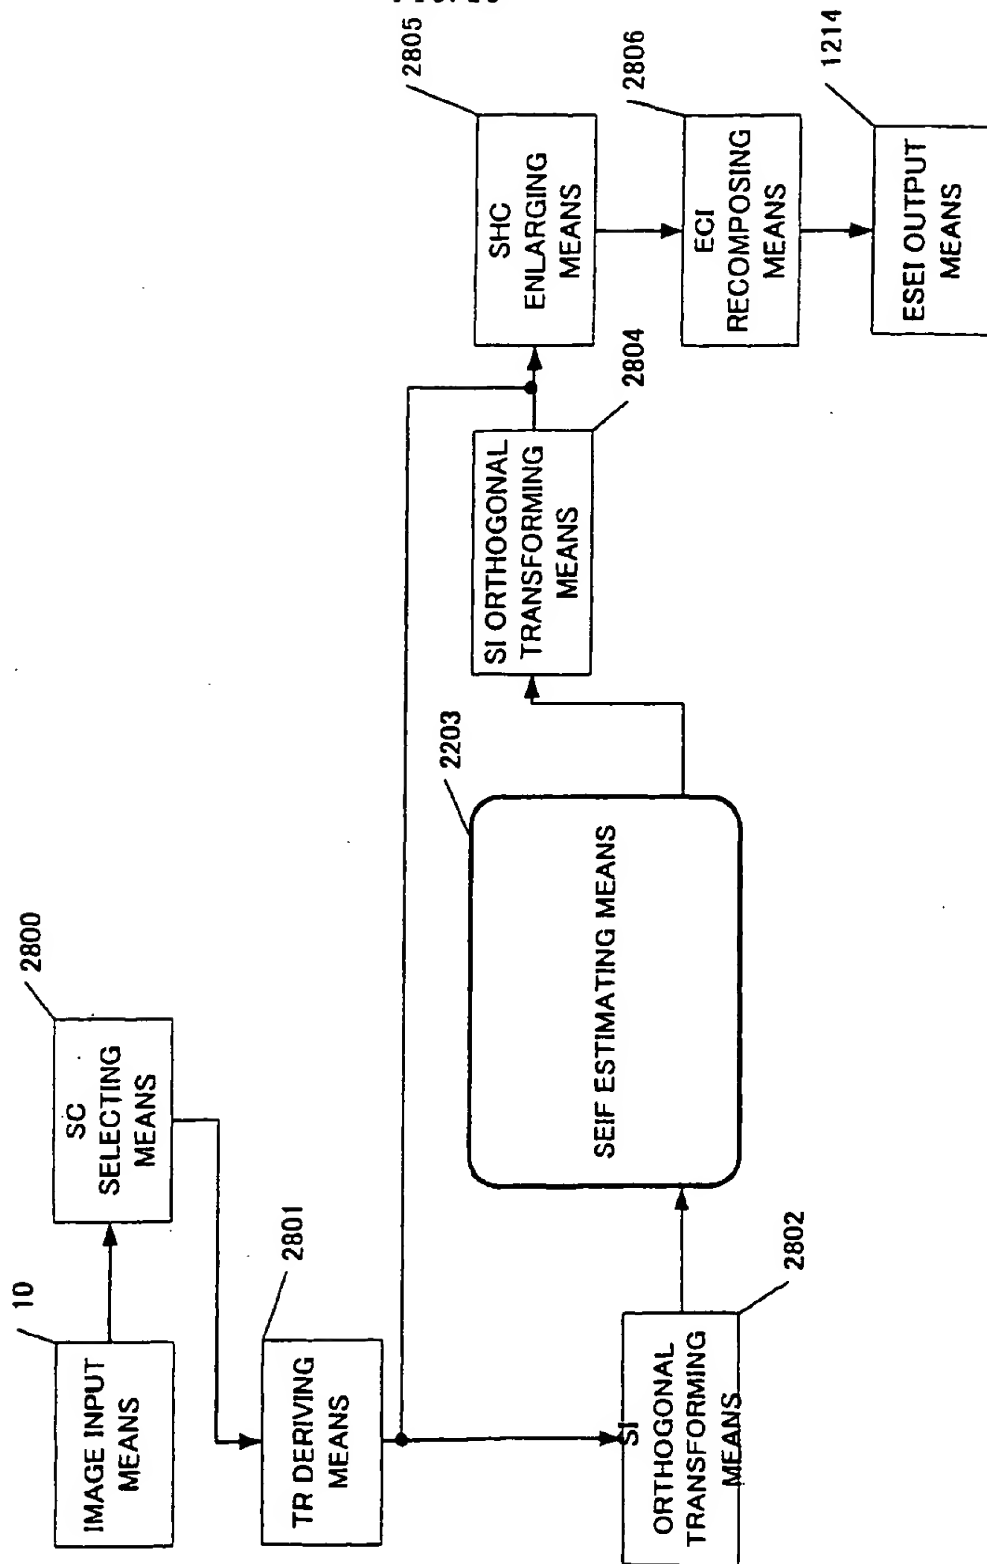 10
IMAGE INPUT
MEANS
2800
SC
SELECTING
MEANS
2801
TR DERIVING
MEANS
2802
SI
ORTHOGONAL
TRANSFORMING
MEANS
2203
SEIF ESTIMATING MEANS
2804
SI ORTHOGONAL
TRANSFORMING
MEANS
2805
SHC
ENLARGING
MEANS
2806
ECI
RECOMPOSING
MEANS
1214
ESEI OUTPUT
MEANS